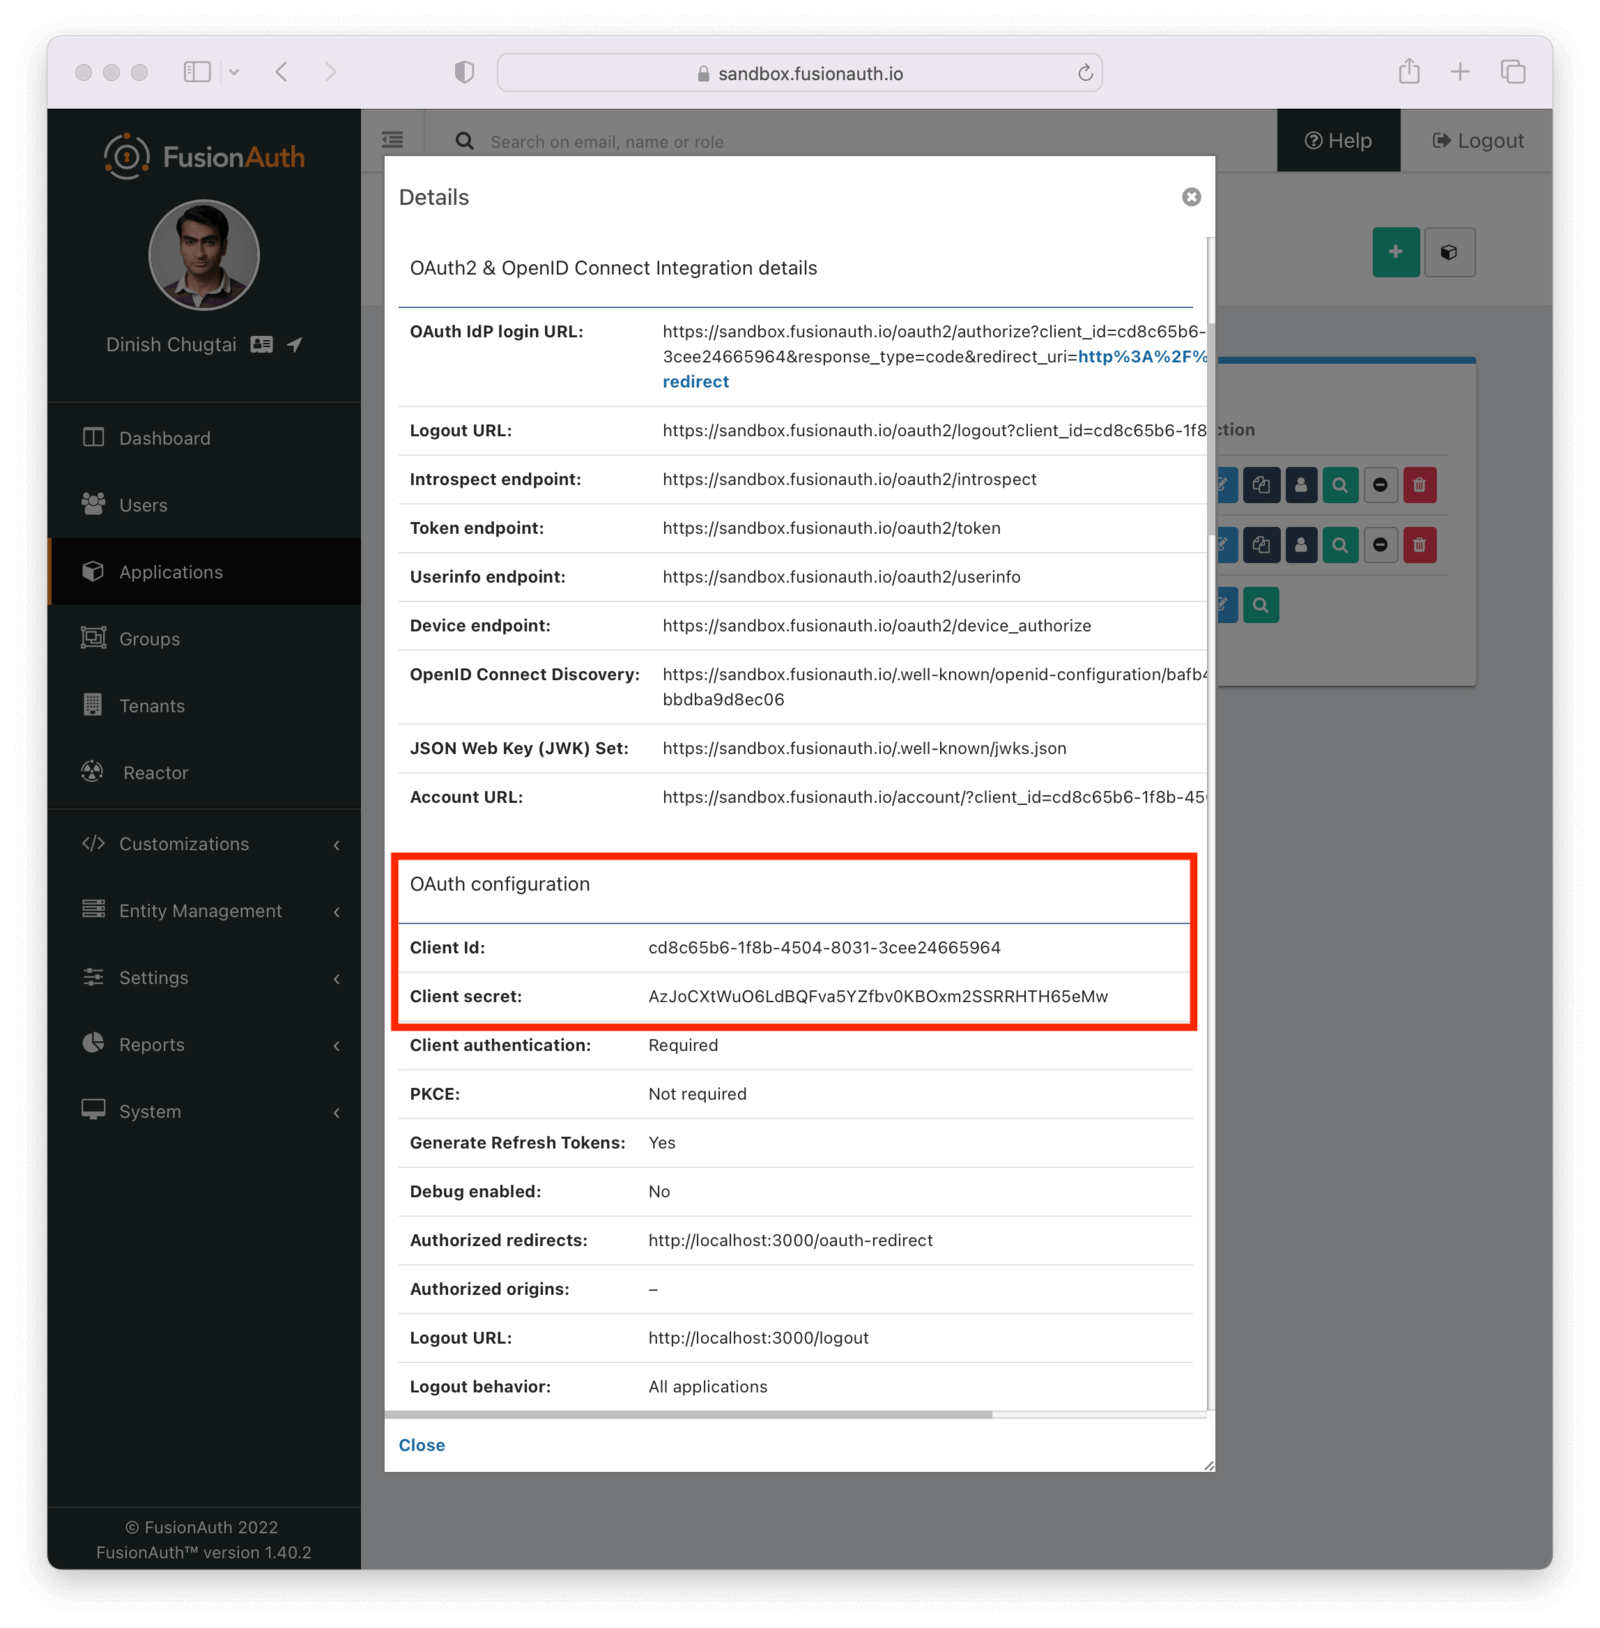 sandbox.fusionauth.io
FusionAuth
Search on email, name or role
Help
Logout
Dinish Chugtai
Dashboard
Users
Applications
Groups
Tenants
Reactor
Customizations
Entity Management
Settings
Reports
System
© FusionAuth 2022
FusionAuth™ version 1.40.2
Details
OAuth2 & OpenID Connect Integration details
OAuth IdP login URL: https://sandbox.fusionauth.io/oauth2/authorize?client_id=cd8c65b6-
3cee24665964&response_type=code&redirect_uri=http%3A%2F%
redirect
Logout URL: https://sandbox.fusionauth.io/oauth2/logout?client_id=cd8c65b6-1f8
Introspect endpoint: https://sandbox.fusionauth.io/oauth2/introspect
Token endpoint: https://sandbox.fusionauth.io/oauth2/token
Userinfo endpoint: https://sandbox.fusionauth.io/oauth2/userinfo
Device endpoint: https://sandbox.fusionauth.io/oauth2/device_authorize
OpenID Connect Discovery: https://sandbox.fusionauth.io/.well-known/openid-configuration/bafb4
bbdba9d8ec06
JSON Web Key (JWK) Set: https://sandbox.fusionauth.io/.well-known/jwks.json
Account URL: https://sandbox.fusionauth.io/account/?client_id=cd8c65b6-1f8b-450
OAuth configuration
Client Id: cd8c65b6-1f8b-4504-8031-3cee24665964
Client secret: AzJoCXtWuO6LdBQFva5YZfbv0KBOxm2SSRRHTH65eMw
Client authentication: Required
PKCE: Not required
Generate Refresh Tokens: Yes
Debug enabled: No
Authorized redirects: http://localhost:3000/oauth-redirect
Authorized origins: –
Logout URL: http://localhost:3000/logout
Logout behavior: All applications
Close
ction